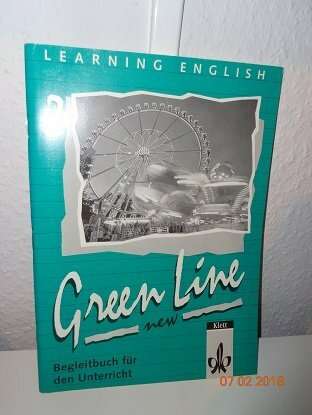 LEARNING ENGLISH
Green Line
new
Klett
Begleitbuch für
den Unterricht
07 02 2018